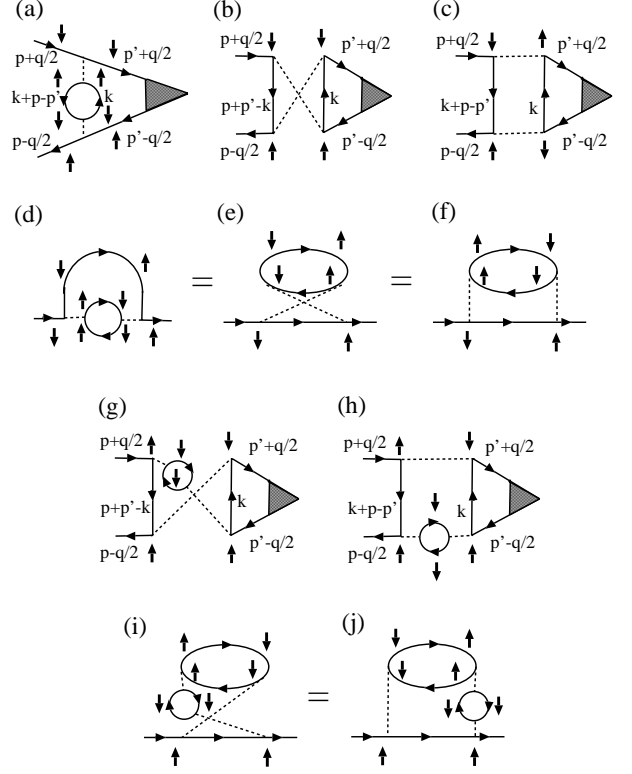 (a) (b) (c)
p+q/2 p'+q/2 p+q/2 p'+q/2 p+q/2 p'+q/2
k+p-p' k p+p'-k k k+p-p' k
p-q/2 p'-q/2 p-q/2 p'-q/2 p-q/2 p'-q/2
(d) (e) (f)
= =
(g) (h)
p+q/2 p'+q/2 p+q/2 p'+q/2
p+p'-k k k+p-p' k
p-q/2 p'-q/2 p-q/2 p'-q/2
(i) (j)
=